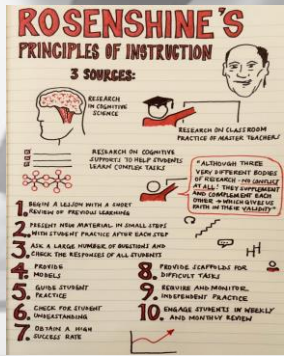 ROSENSHINE'S
PRINCIPLES OF INSTRUCTION
3 SOURCES:
RESEARCH
IN COGNITIVE
SCIENCE
RESEARCH ON CLASSROOM
PRACTICE OF MASTER TEACHERS
RESEARCH ON COGNITIVE
SUPPORTS TO HELP STUDENTS
LEARN COMPLEX TASKS
"ALTHOUGH THREE
VERY DIFFERENT BODIES
OF RESEARCH - NO CONFLICT
AT ALL! THEY SUPPLEMENT
AND COMPLEMENT EACH
OTHER → WHICH GIVES US
FAITH IN THEIR VALIDITY"
1. BEGIN A LESSON WITH A SHORT
REVIEW OF PREVIOUS LEARNING
2. PRESENT NEW MATERIAL IN SMALL STEPS
WITH STUDENT PRACTICE AFTER EACH STEP
3. ASK A LARGE NUMBER OF QUESTIONS AND
CHECK THE RESPONSES OF ALL STUDENTS
4. PROVIDE
MODELS
5. GUIDE STUDENT
PRACTICE
6. CHECK FOR STUDENT
UNDERSTANDING
7. OBTAIN A HIGH
SUCCESS RATE
8. PROVIDE SCAFFOLDS FOR
DIFFICULT TASKS
9. REQUIRE AND MONITOR
INDEPENDENT PRACTICE
10. ENGAGE STUDENTS IN WEEKLY
AND MONTHLY REVIEW